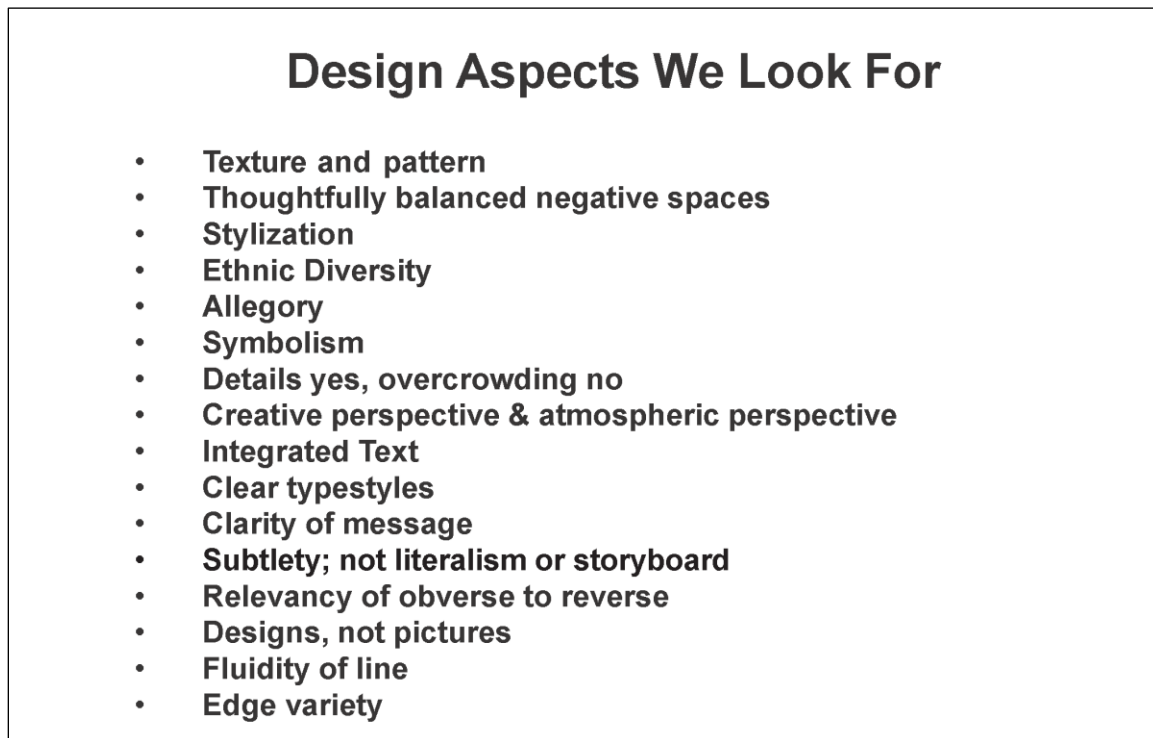 Design Aspects We Look For
• Texture and pattern
• Thoughtfully balanced negative spaces
• Stylization
• Ethnic Diversity
• Allegory
• Symbolism
• Details yes, overcrowding no
• Creative perspective & atmospheric perspective
• Integrated Text
• Clear typestyles
• Clarity of message
• Subtlety; not literalism or storyboard
• Relevancy of obverse to reverse
• Designs, not pictures
• Fluidity of line
• Edge variety